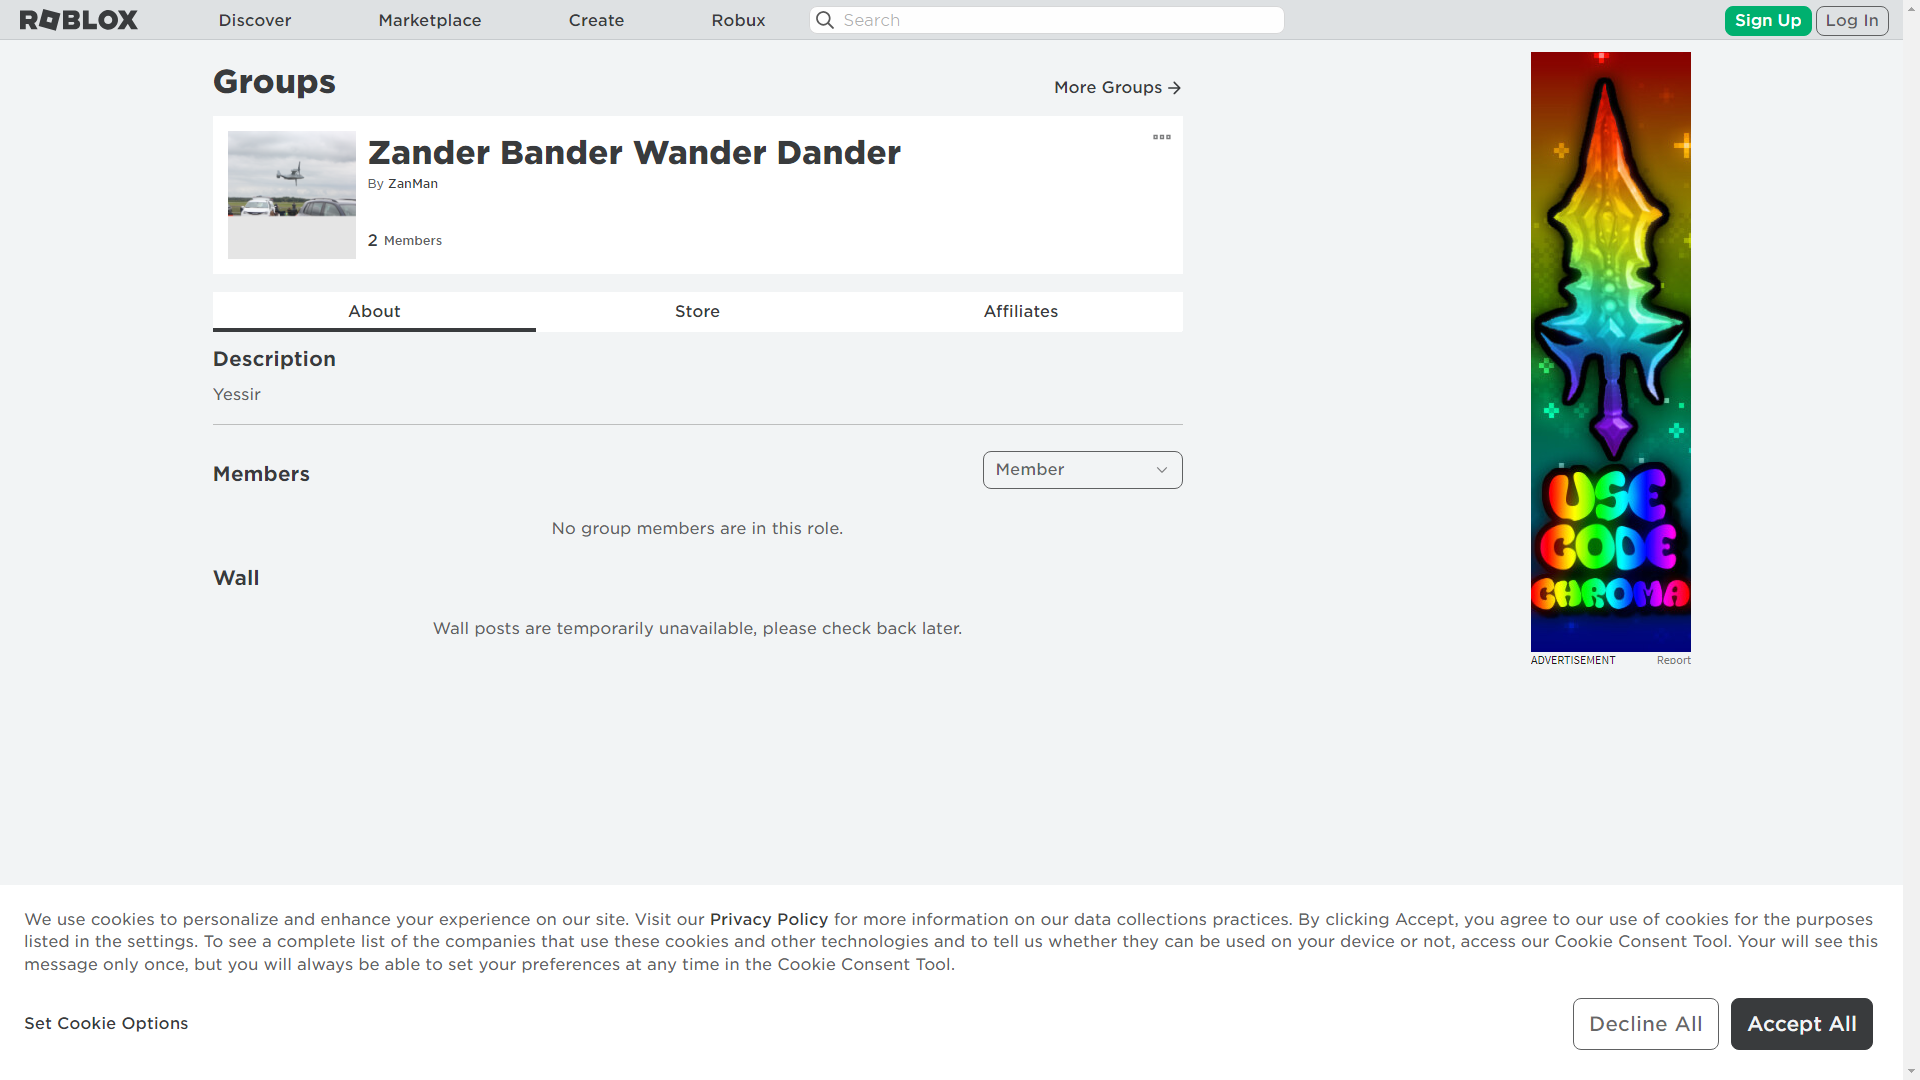 ROBLOX
Discover
Marketplace
Create
Robux
Search
Sign Up
Log In
Groups
More Groups
Zander Bander Wander Dander
By ZanMan
2 Members
About
Store
Affiliates
Description
Yessir
Members
Member
No group members are in this role.
Wall
Wall posts are temporarily unavailable, please check back later.
USE
CODE
CHROMA
ADVERTISEMENT
Report
We use cookies to personalize and enhance your experience on our site. Visit our Privacy Policy for more information on our data collections practices. By clicking Accept, you agree to our use of cookies for the purposes
listed in the settings. To see a complete list of the companies that use these cookies and other technologies and to tell us whether they can be used on your device or not, access our Cookie Consent Tool. Your will see this
message only once, but you will always be able to set your preferences at any time in the Cookie Consent Tool.
Set Cookie Options
Decline All
Accept All